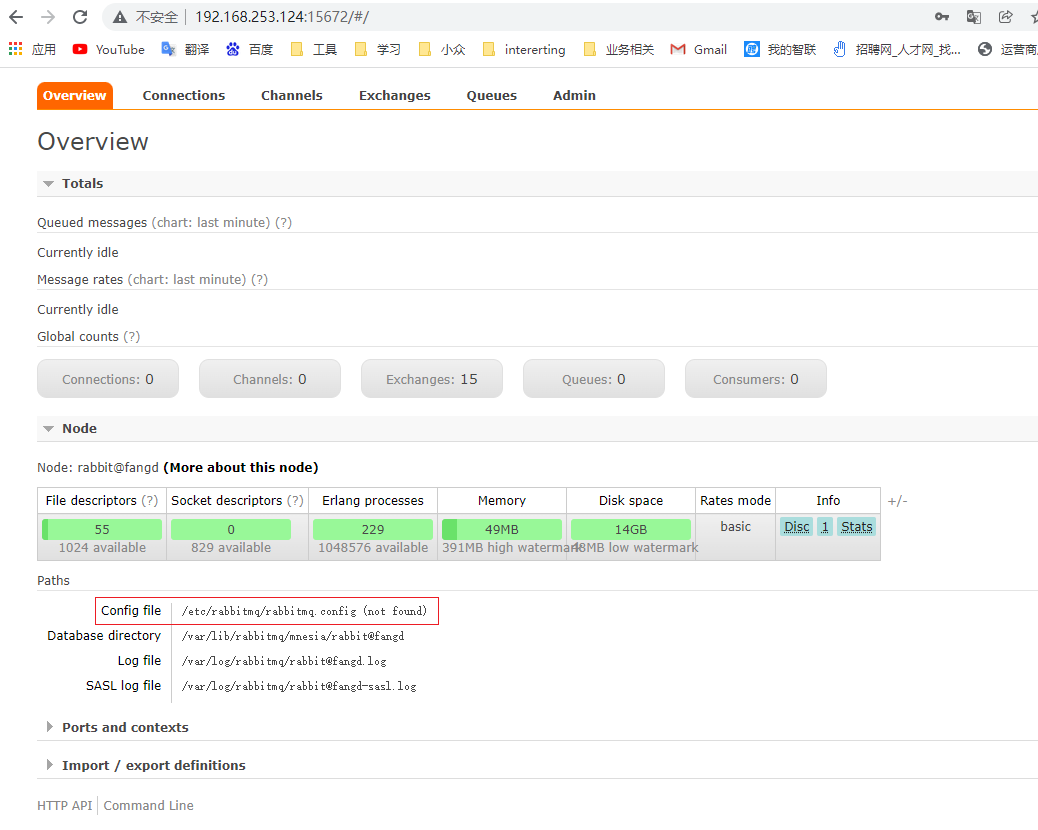 不安全 192.168.253.124:15672/#/
应用 YouTube 翻译 百度 工具 学习 小众 intererting 业务相关 Gmail 我的智联 招聘网_人才网_找... 运营商
Overview Connections Channels Exchanges Queues Admin
Overview
Totals
Queued messages (chart: last minute) (?)
Currently idle
Message rates (chart: last minute) (?)
Currently idle
Global counts (?)
Connections: 0 Channels: 0 Exchanges: 15 Queues: 0 Consumers: 0
Node
Node: rabbit@fangd (More about this node)
File descriptors (?) Socket descriptors (?) Erlang processes Memory Disk space Rates mode Info +/-
55 0 229 49MB 14GB basic Disc 1 Stats
1024 available 829 available 1048576 available 391MB high watermark 48MB low watermark
Paths
Config file /etc/rabbitmq/rabbitmq.config (not found)
Database directory /var/lib/rabbitmq/mnesia/rabbit@fangd
Log file /var/log/rabbitmq/rabbit@fangd.log
SASL log file /var/log/rabbitmq/rabbit@fangd-sasl.log
Ports and contexts
Import / export definitions
HTTP API Command Line